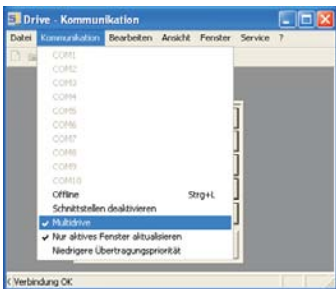 Drive - Kommunikation
Datei Kommunikation Bearbeiten Ansicht Fenster Service ?
COM1
COM2
COM3
COM4
COM5
COM6
COM7
COM8
COM9
COM10
Offline Strg+L
Schnittstellen deaktivieren
Multidrive
Nur aktives Fenster aktualisieren
Niedrigere Übertragungspriorität
Verbindung OK